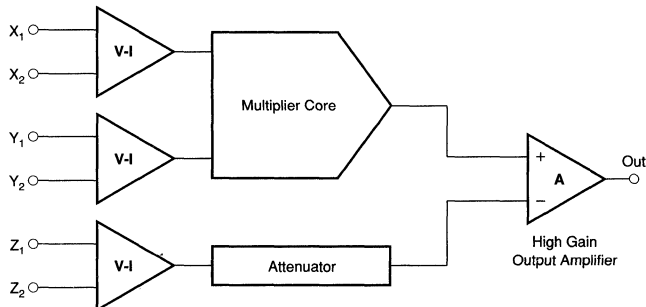 X1
V-I
X2
Multiplier Core
Y1
V-I
Y2
+
A
−
Out
High Gain
Output Amplifier
Z1
V-I
Z2
Attenuator